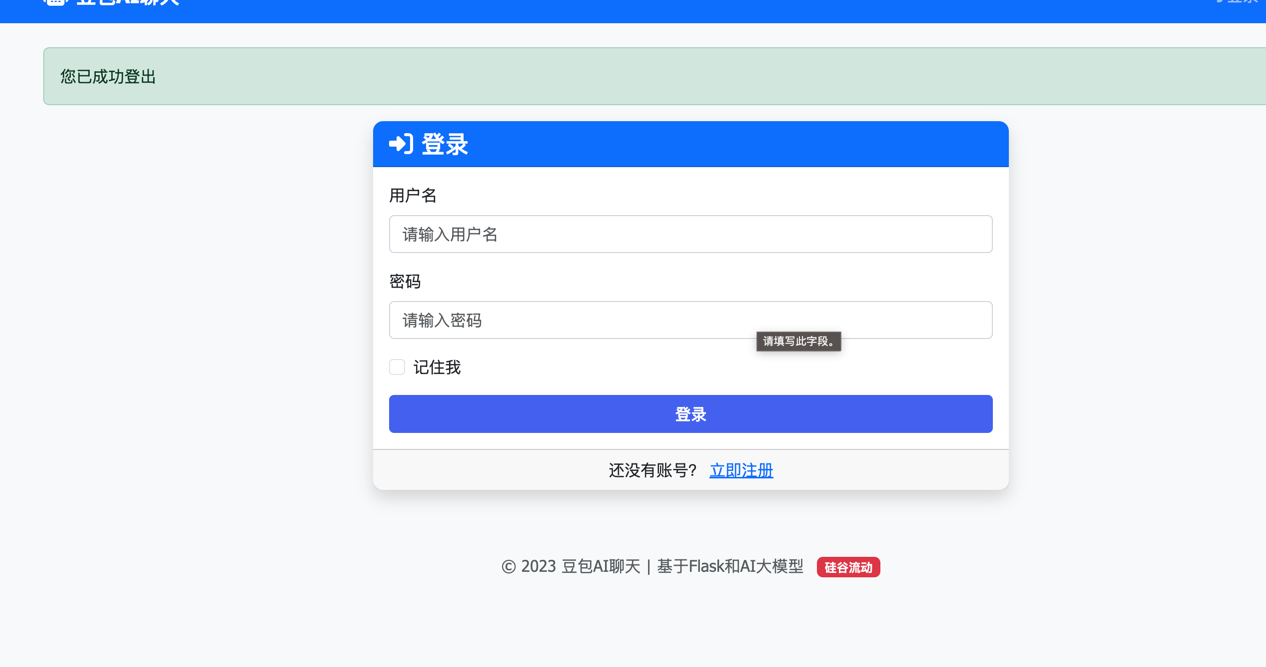 豆包AI聊天
登录
您已成功登出
登录
用户名
请输入用户名
密码
请输入密码
请填写此字段。
记住我
登录
还没有账号? 立即注册
© 2023 豆包AI聊天 | 基于Flask和AI大模型 硅谷流动